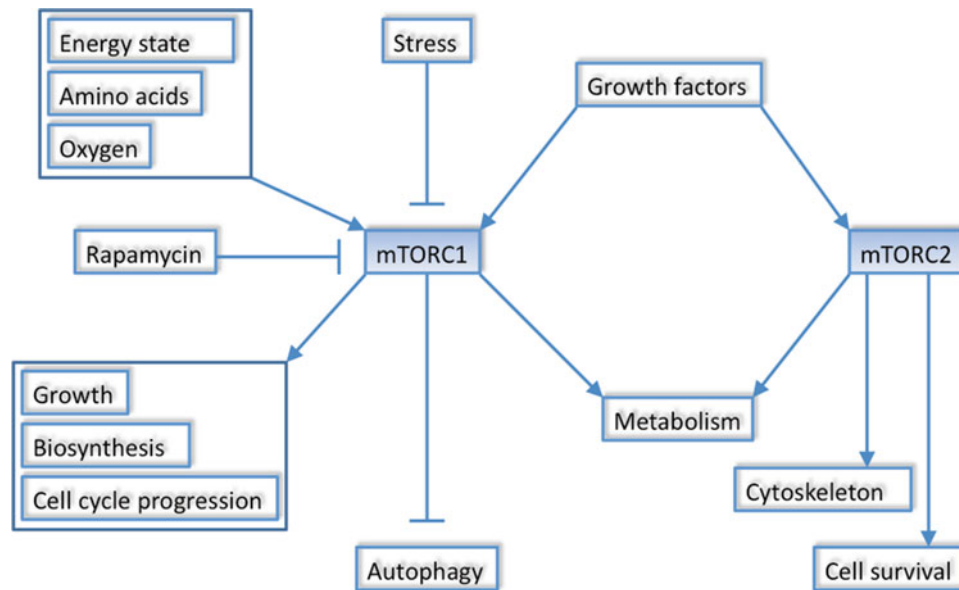 Energy state
Stress
Amino acids
Growth factors
Oxygen
Rapamycin
mTORC1
mTORC2
Growth
Biosynthesis
Metabolism
Cell cycle progression
Cytoskeleton
Autophagy
Cell survival